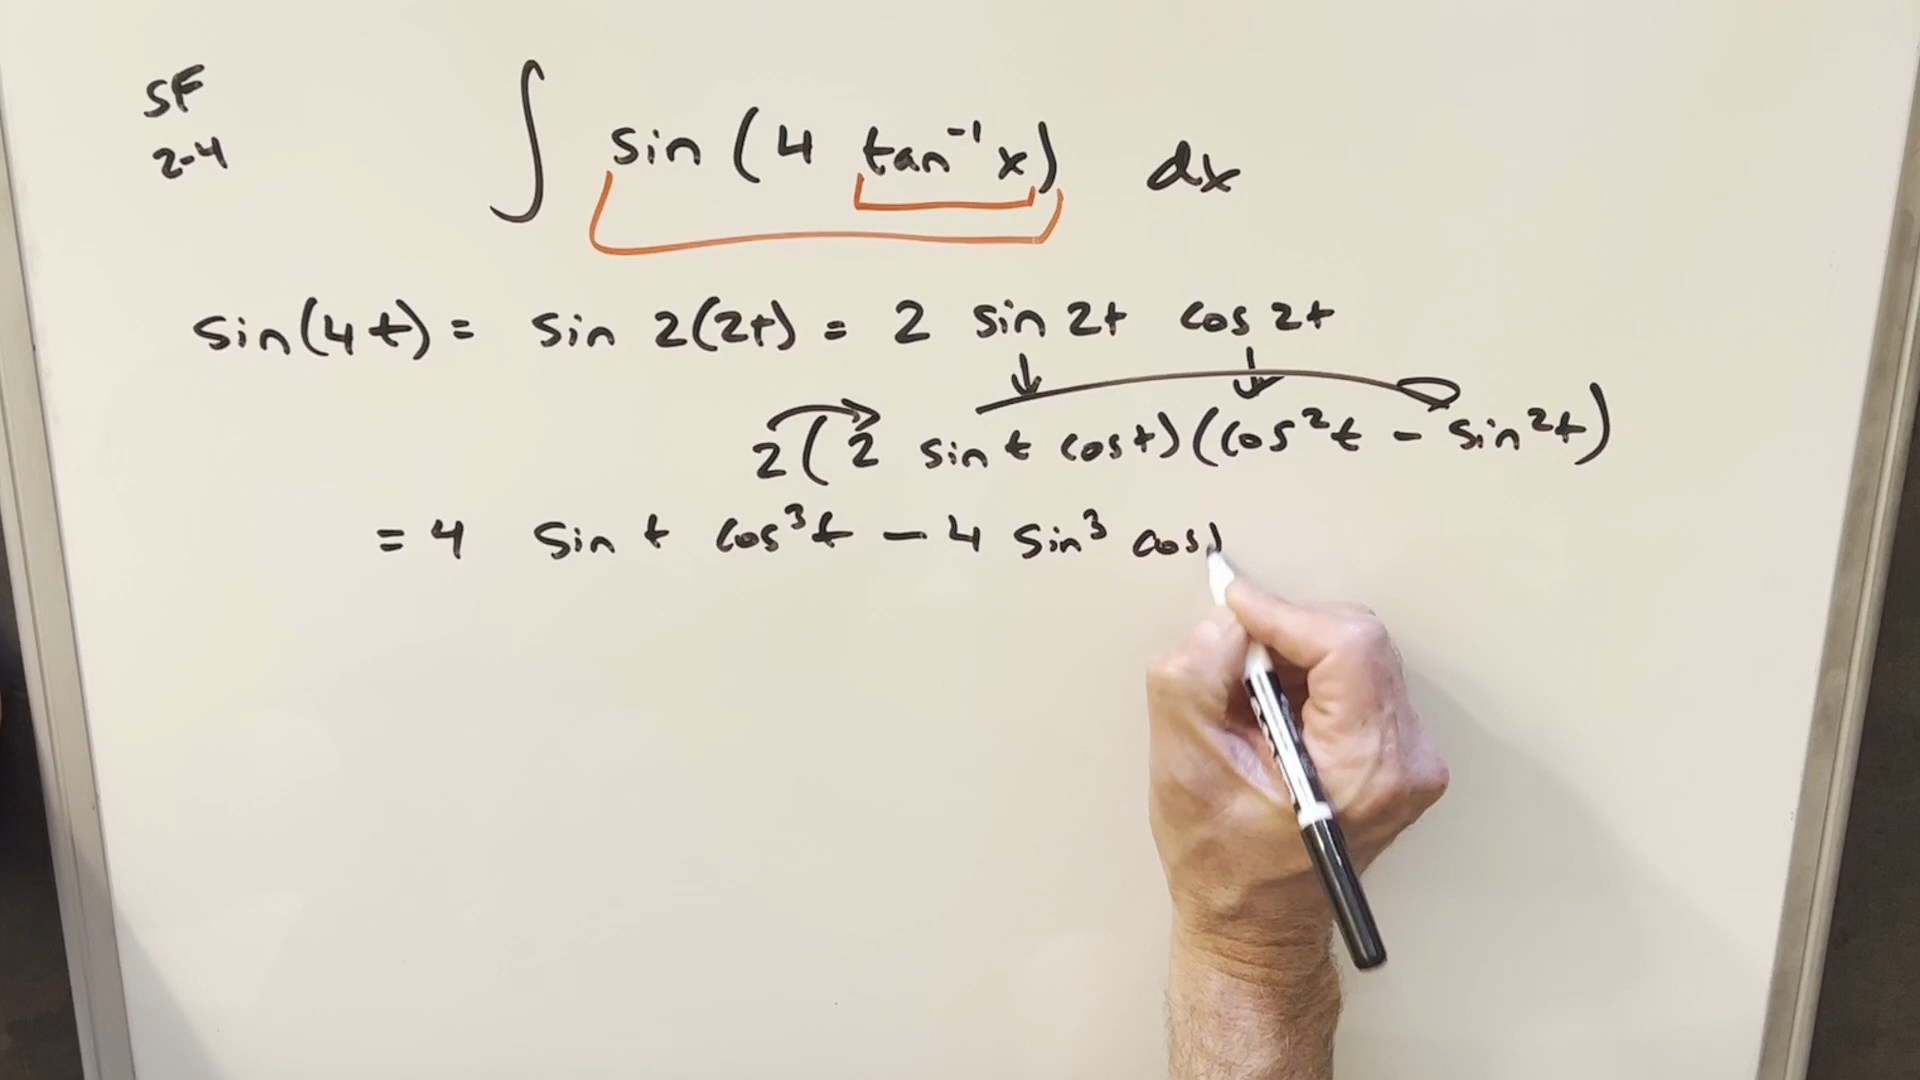 SF
2-4
∫ sin (4 tan⁻¹ x) dx
sin(4t) = sin 2(2t) = 2 sin 2t cos 2t
2(2 sin t cos t)(cos²t - sin²t)
= 4 sin t cos³t - 4 sin³ cos